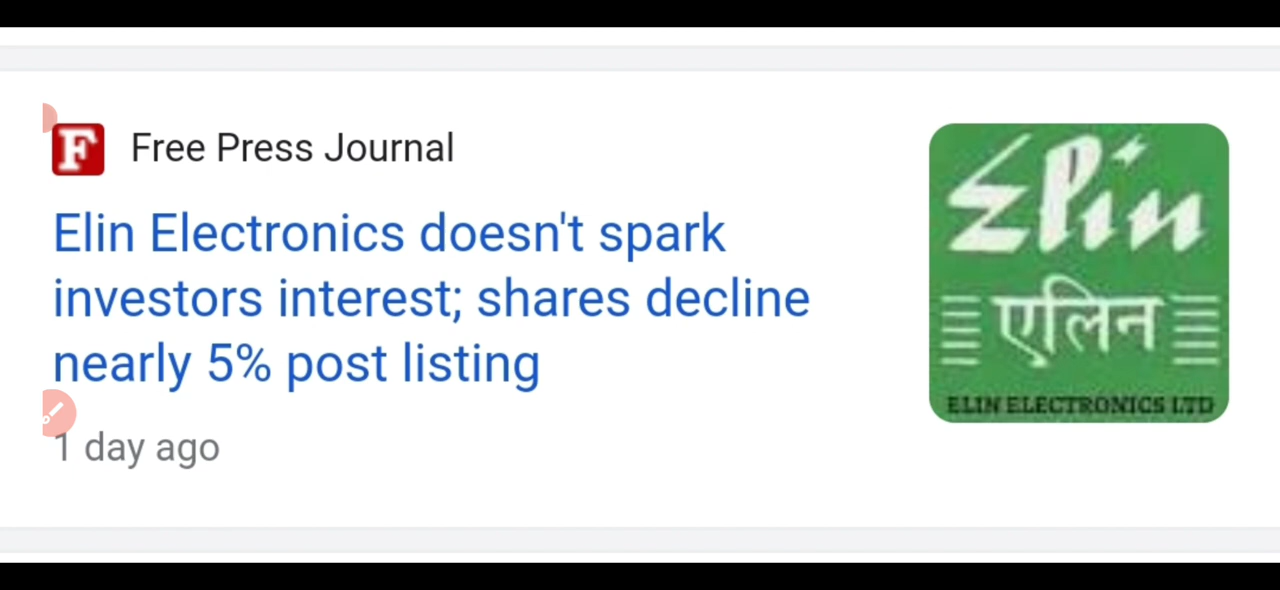 F
Free Press Journal
Elin Electronics doesn't spark
investors interest; shares decline
nearly 5% post listing
1 day ago
Elin
एलिन
ELIN ELECTRONICS LTD